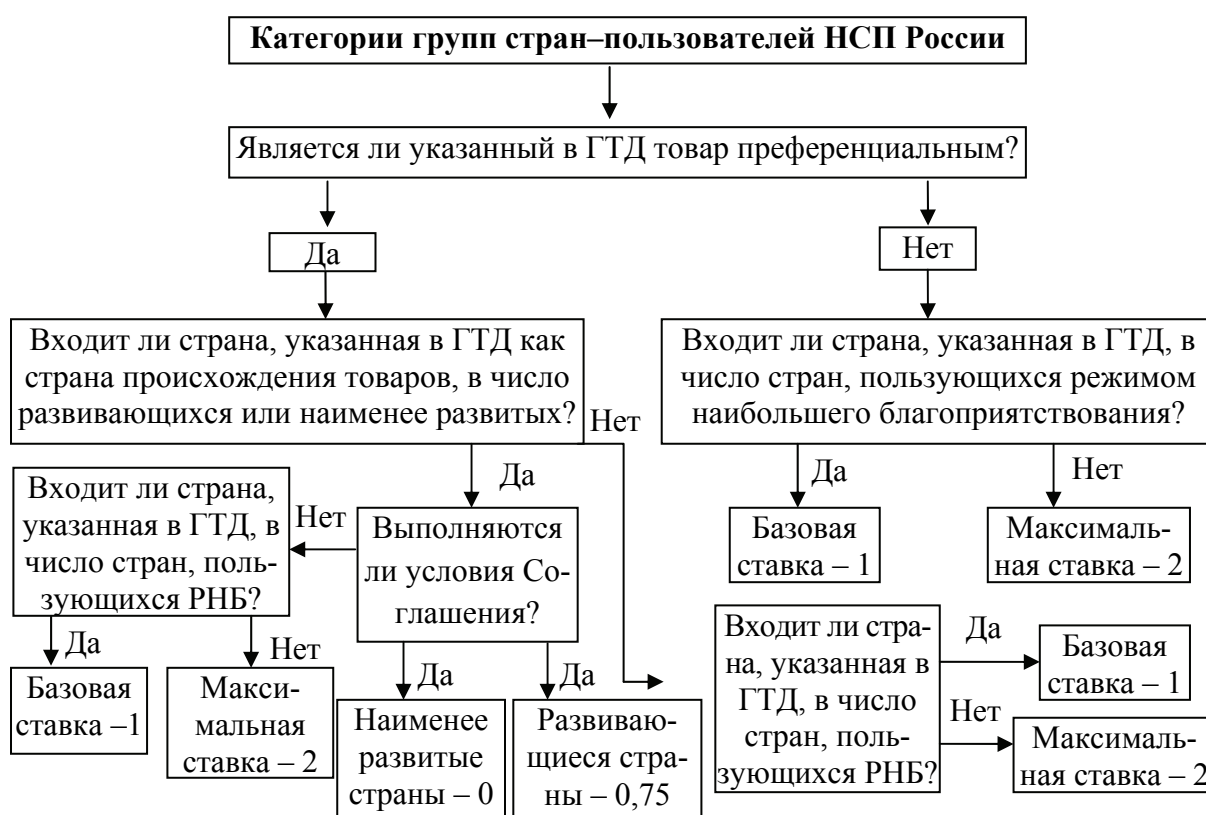 Категории групп стран–пользователей НСП России
Является ли указанный в ГТД товар преференциальным?
Да
Нет
Входит ли страна, указанная в ГТД как
страна происхождения товаров, в число
развивающихся или наименее развитых?
Нет
Входит ли страна, указанная в ГТД, в
число стран, пользующихся режимом
наибольшего благоприятствования?
Да
Да
Нет
Входит ли страна,
указанная в ГТД, в
число стран, поль-
зующихся РНБ?
Нет
Выполняются
ли условия Со-
глашения?
Базовая
ставка – 1
Максималь-
ная ставка – 2
Да
Нет
Да
Да
Базовая
ставка –1
Макси-
мальная
ставка – 2
Наименее
развитые
страны – 0
Развиваю-
щиеся стра-
ны – 0,75
Входит ли стра-
на, указанная в
ГТД, в число
стран, поль-
зующихся РНБ?
Да
Базовая
ставка – 1
Нет
Максималь-
ная ставка – 2